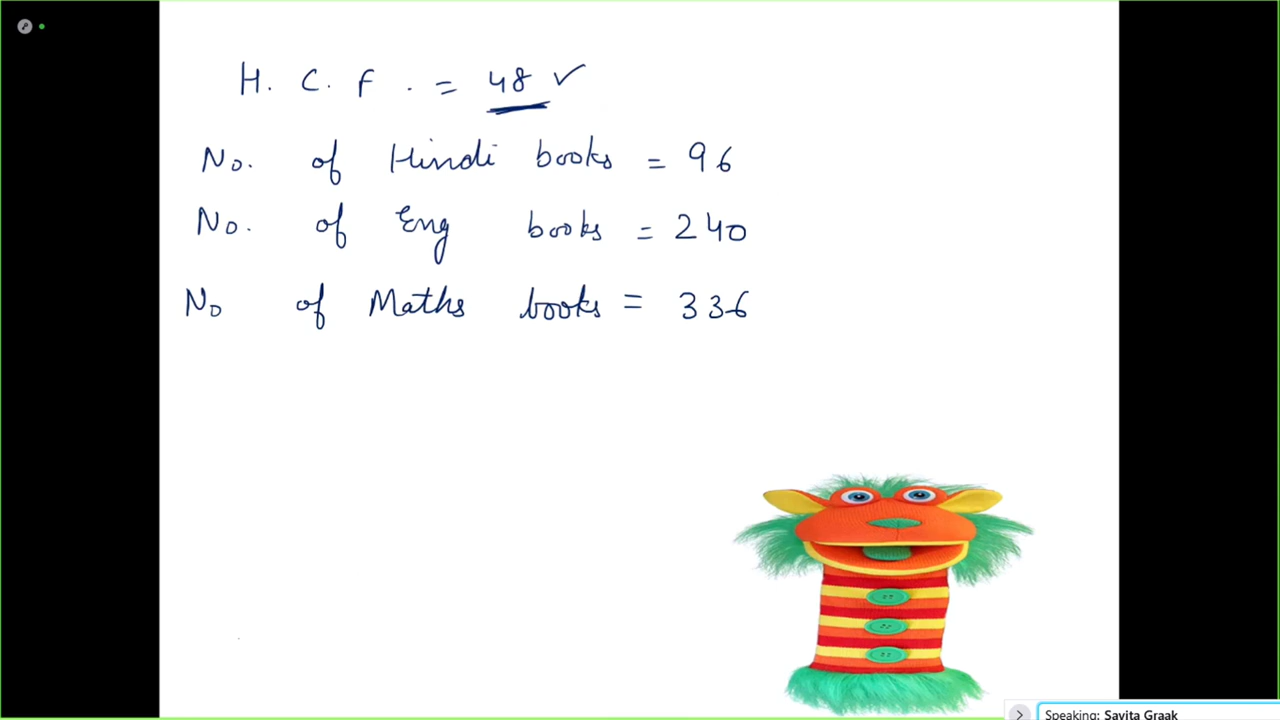 H. C. F. = 48 ✓
No. of Hindi books = 96
No. of Eng books = 240
No of Maths books = 336
Speaking: Savita Graak